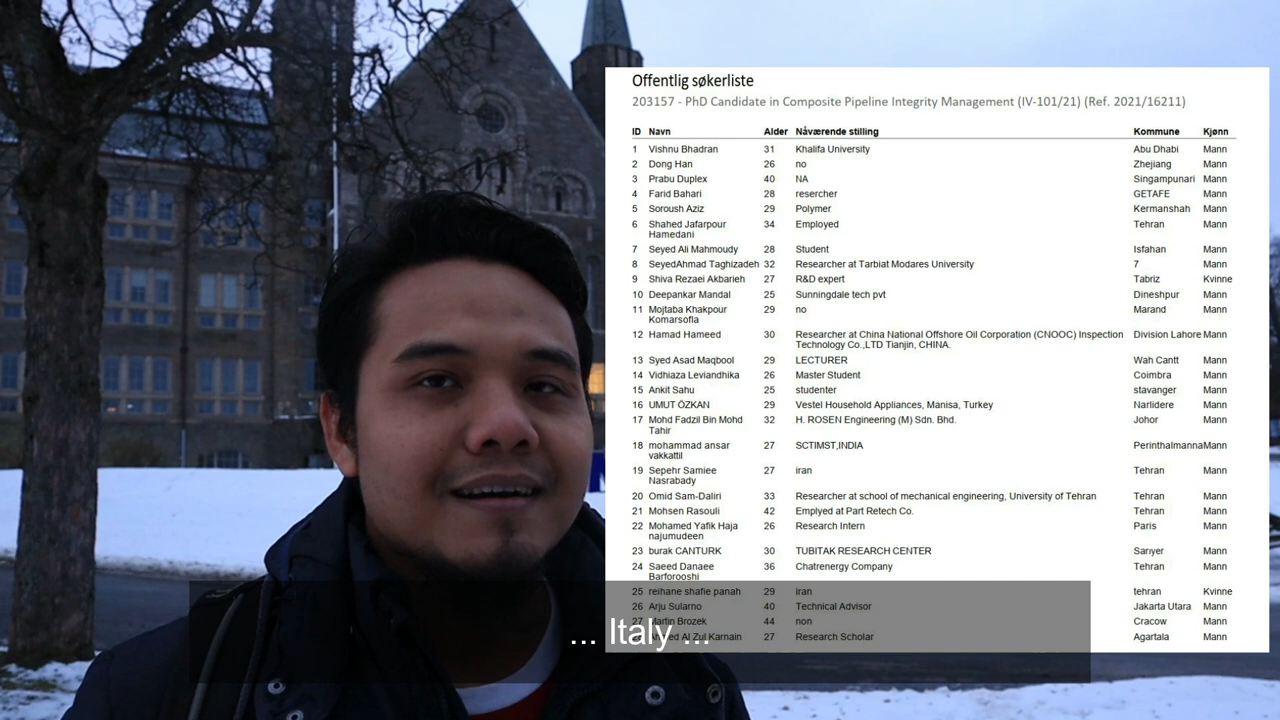 Offentlig søkerliste
203157 - PhD Candidate in Composite Pipeline Integrity Management (IV-101/21) (Ref. 2021/16211)
ID Navn Alder Nåværende stilling Kommune Kjønn
1 Vishnu Bhadran 31 Khalifa University Abu Dhabi Mann
2 Dong Han 26 no Zhejiang Mann
3 Prabu Duplex 40 NA Singampunari Mann
4 Farid Bahari 28 resercher GETAFE Mann
5 Soroush Aziz 29 Polymer Kermanshah Mann
6 Shahed Jafarpour 34 Employed Tehran Mann
Hamedani
7 Seyed Ali Mahmoudy 28 Student Isfahan Mann
8 SeyedAhmad Taghizadeh 32 Researcher at Tarbiat Modares University 7 Mann
9 Shiva Rezaei Akbarieh 27 R&D expert Tabriz Kvinne
10 Deepankar Mandal 25 Sunningdale tech pvt Dineshpur Mann
11 Mojtaba Khakpour 29 no Marand Mann
Komarsofla
12 Hamad Hameed 30 Researcher at China National Offshore Oil Corporation (CNOOC) Inspection Division Lahore Mann
Technology Co.,LTD Tianjin, CHINA.
13 Syed Asad Maqbool 29 LECTURER Wah Cantt Mann
14 Vidhiaza Leviandhika 26 Master Student Coimbra Mann
15 Ankit Sahu 25 studenter stavanger Mann
16 UMUT ÖZKAN 29 Vestel Household Appliances, Manisa, Turkey Narlidere Mann
17 Mohd Fadzil Bin Mohd 32 H. ROSEN Engineering (M) Sdn. Bhd. Johor Mann
Tahir
18 mohammad ansar 27 SCTIMST,INDIA Perinthalmanna Mann
vakkattil
19 Sepehr Samiee 27 iran Tehran Mann
Nasrabady
20 Omid Sam-Daliri 33 Researcher at school of mechanical engineering, University of Tehran Tehran Mann
21 Mohsen Rasouli 42 Emplyed at Part Retech Co. Tehran Mann
22 Mohamed Yafik Haja 26 Research Intern Paris Mann
najumudeen
23 burak CANTURK 30 TUBITAK RESEARCH CENTER Sarıyer Mann
24 Saeed Danaee 36 Chatrenergy Company Tehran Mann
Barforooshi
25 reihane shafie panah 29 iran tehran Kvinne
26 Arju Sularno 40 Technical Advisor Jakarta Utara Mann
27 Martin Brozek 44 non Cracow Mann
Al Zul Karnain 27 Research Scholar Agartala Mann
... Italy ...